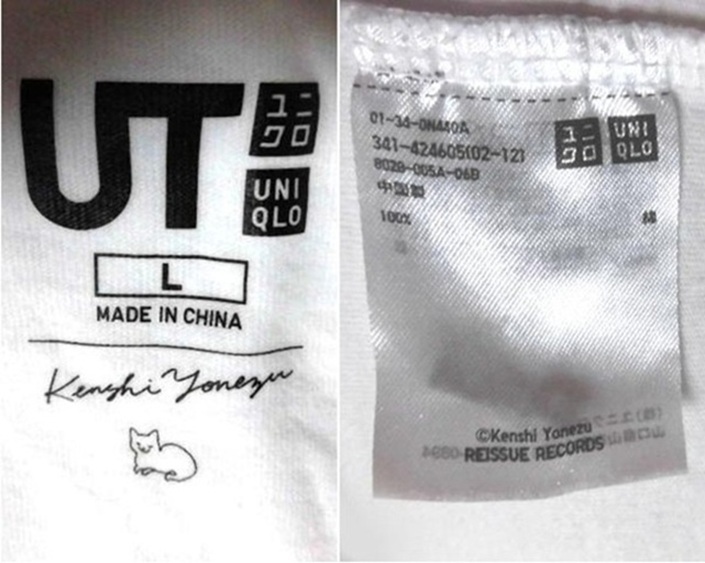 UT
ユニ
クロ
UNI
QLO
L
MADE IN CHINA
Kenshi Yonezu
01-34-0N440A
341-424605(02-12)
802B-005A-06B
中国製
100% 綿
ユニ
クロ
UNI
QLO
©Kenshi Yonezu
REISSUE RECORDS